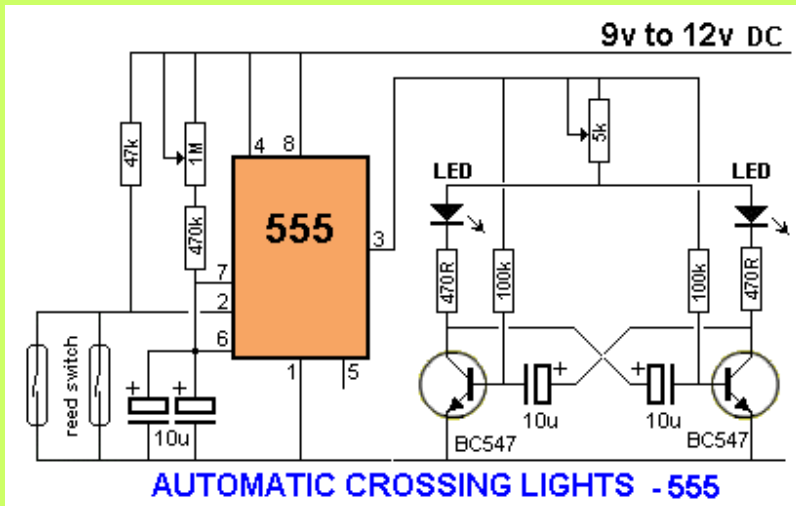 9v to 12v DC
47k
1M
470k
4 8
555
7
2
6
3
1
5
reed switch
+ +
10u
5k
LED
LED
470R
100k
100k
470R
+
+
10u
10u
BC547
BC547
AUTOMATIC CROSSING LIGHTS - 555